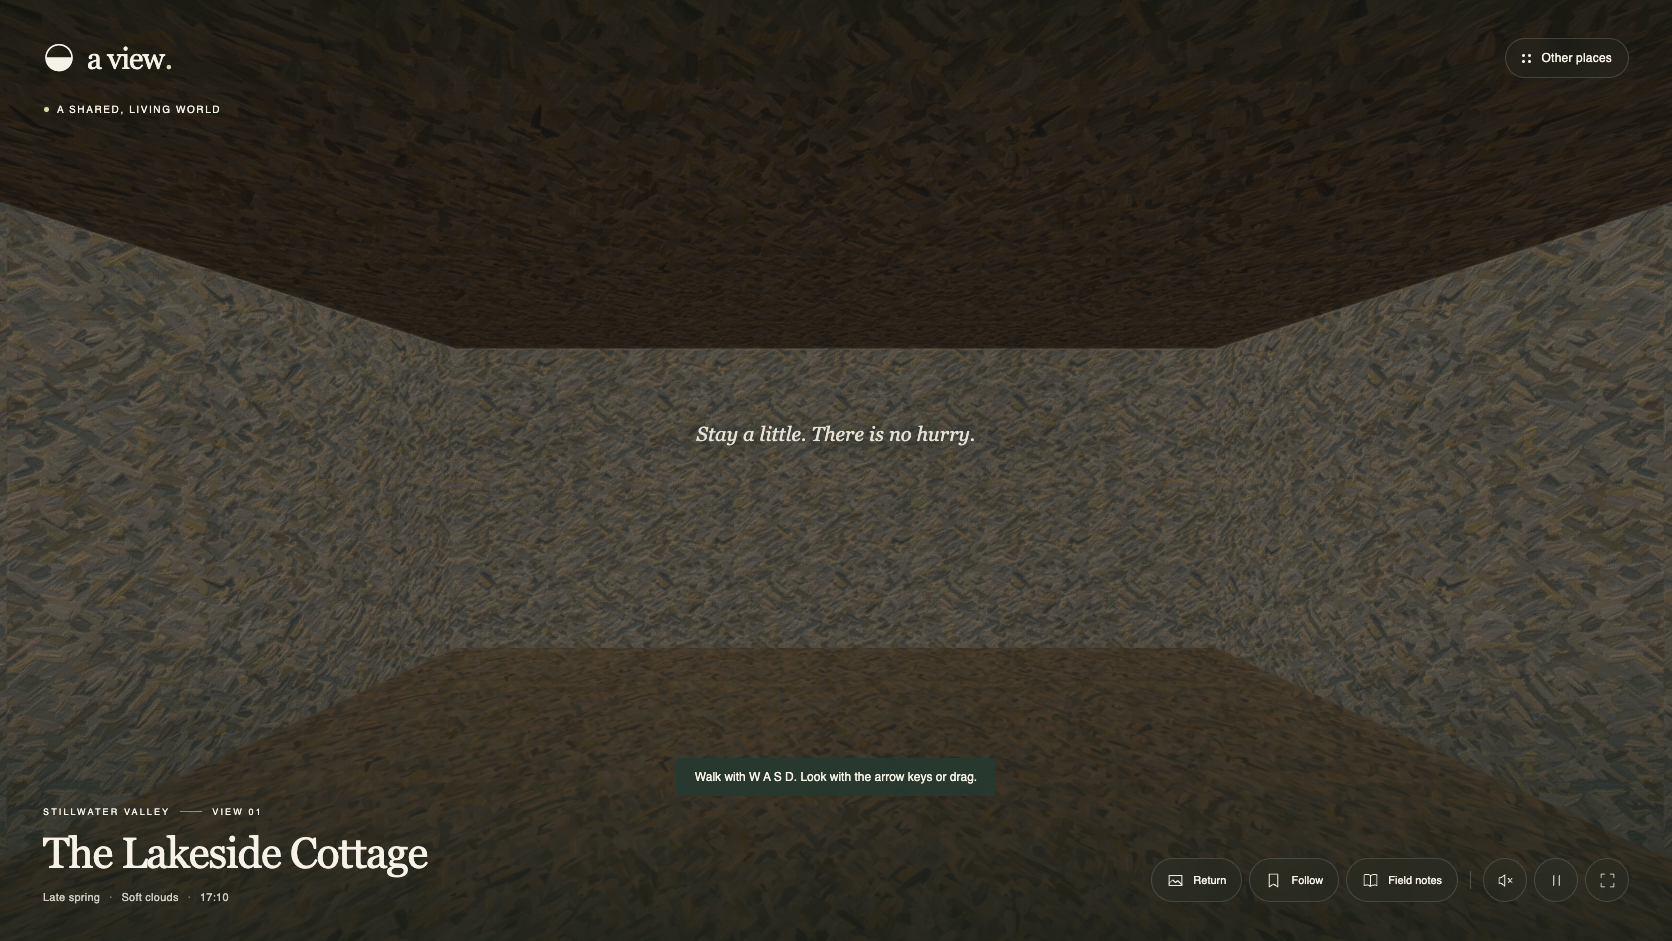 a view.
Other places
A SHARED, LIVING WORLD
Stay a little. There is no hurry.
Walk with W A S D. Look with the arrow keys or drag.
STILLWATER VALLEY — VIEW 01
The Lakeside Cottage
Late spring · Soft clouds · 17:10
Return
Follow
Field notes